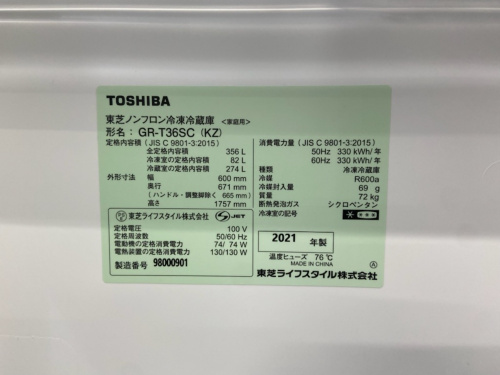 TOSHIBA
東芝ノンフロン冷凍冷蔵庫 <家庭用>
形名: GR-T36SC (KZ)
定格内容積 (JIS C 9801-3:2015)
全定格内容積 356 L
冷凍室の定格内容積 82 L
冷蔵室の定格内容積 274 L
外形寸法 幅 600 mm
奥行 671 mm
(ハンドル・調整脚除く 665 mm)
高さ 1757 mm
東芝ライフスタイル株式会社 JET
定格電圧 100 V
定格周波数 50/60 Hz
電動機の定格消費電力 74/ 74 W
電熱装置の定格消費電力 130/130 W
製造番号 98000901
消費電力量 (JIS C 9801-3:2015)
50Hz 330 kWh/年
60Hz 330 kWh/年
種類 冷凍冷蔵庫
冷媒 R600a
冷媒封入量 69 g
質量 72 kg
断熱発泡ガス シクロペンタン
冷凍室の記号
2021 年製
温度ヒューズ 76℃
MADE IN CHINA Ⓐ
東芝ライフスタイル株式会社